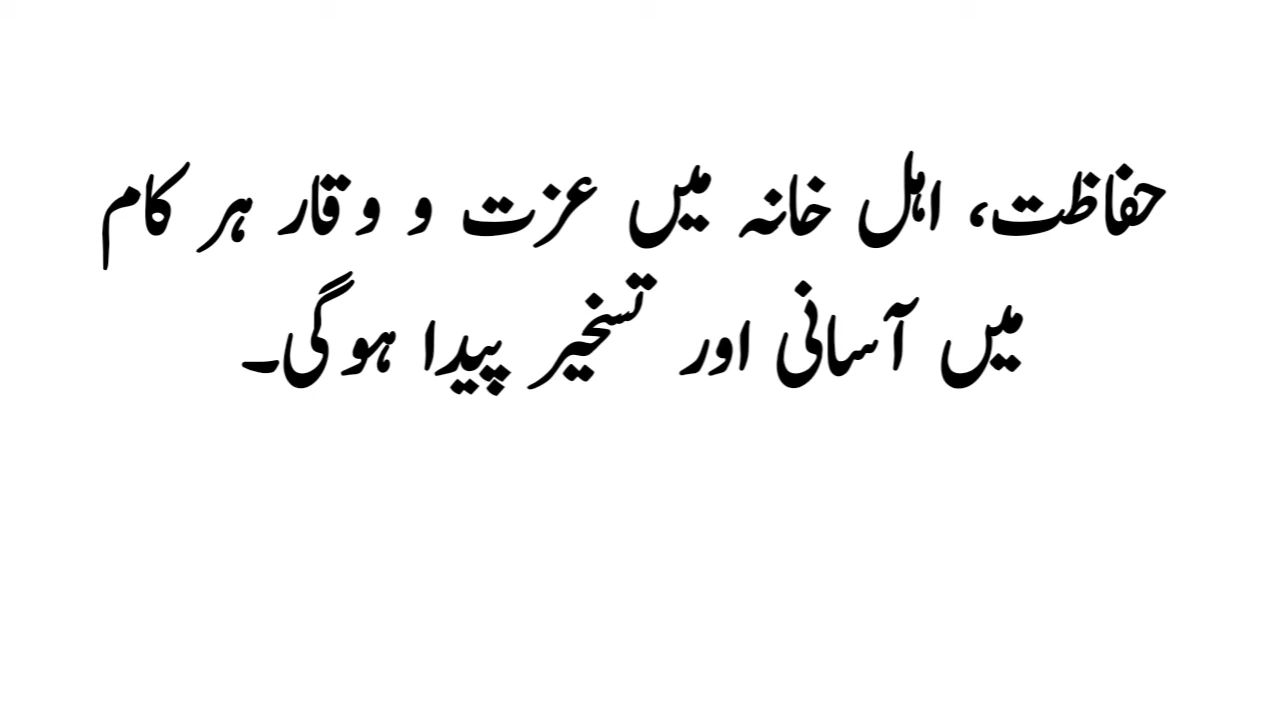 حفاظت، اہل خانہ میں عزت و وقار ہر کام
میں آسانی اور تسخیر پیدا ہوگی۔